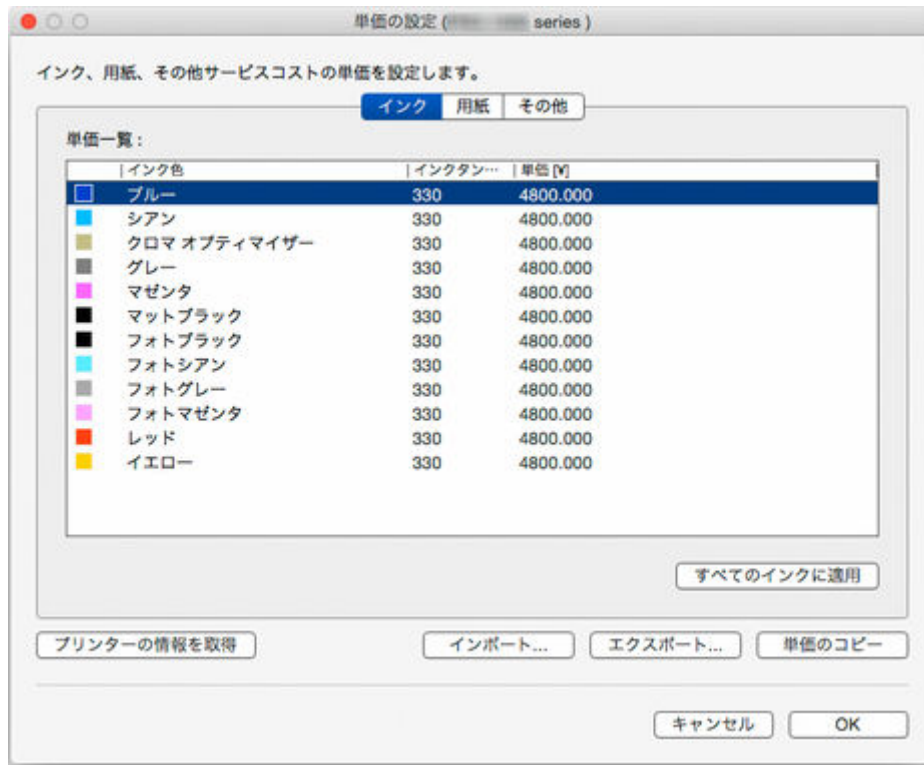 単価の設定 ( series )
インク、用紙、その他サービスコストの単価を設定します。
インク 用紙 その他
単価一覧：
インク色 インクタン… 単価 [¥]
ブルー 330 4800.000
シアン 330 4800.000
クロマ オプティマイザー 330 4800.000
グレー 330 4800.000
マゼンタ 330 4800.000
マットブラック 330 4800.000
フォトブラック 330 4800.000
フォトシアン 330 4800.000
フォトグレー 330 4800.000
フォトマゼンタ 330 4800.000
レッド 330 4800.000
イエロー 330 4800.000
すべてのインクに適用
プリンターの情報を取得 インポート... エクスポート... 単価のコピー
キャンセル OK